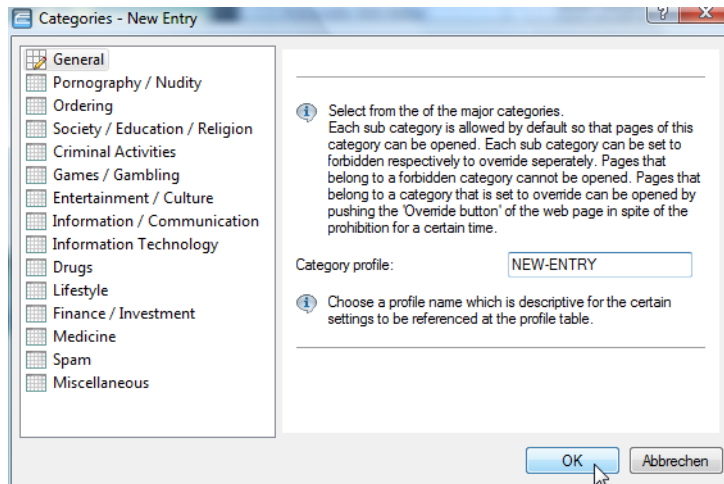 Categories - New Entry
General
Pornography / Nudity
Ordering
Society / Education / Religion
Criminal Activities
Games / Gambling
Entertainment / Culture
Information / Communication
Information Technology
Drugs
Lifestyle
Finance / Investment
Medicine
Spam
Miscellaneous
Select from the of the major categories.
Each sub category is allowed by default so that pages of this
category can be opened. Each sub category can be set to
forbidden respectively to override seperately. Pages that
belong to a forbidden category cannot be opened. Pages that
belong to a category that is set to override can be opened by
pushing the 'Override button' of the web page in spite of the
prohibition for a certain time.
Category profile:
NEW-ENTRY
Choose a profile name which is descriptive for the certain
settings to be referenced at the profile table.
OK
Abbrechen